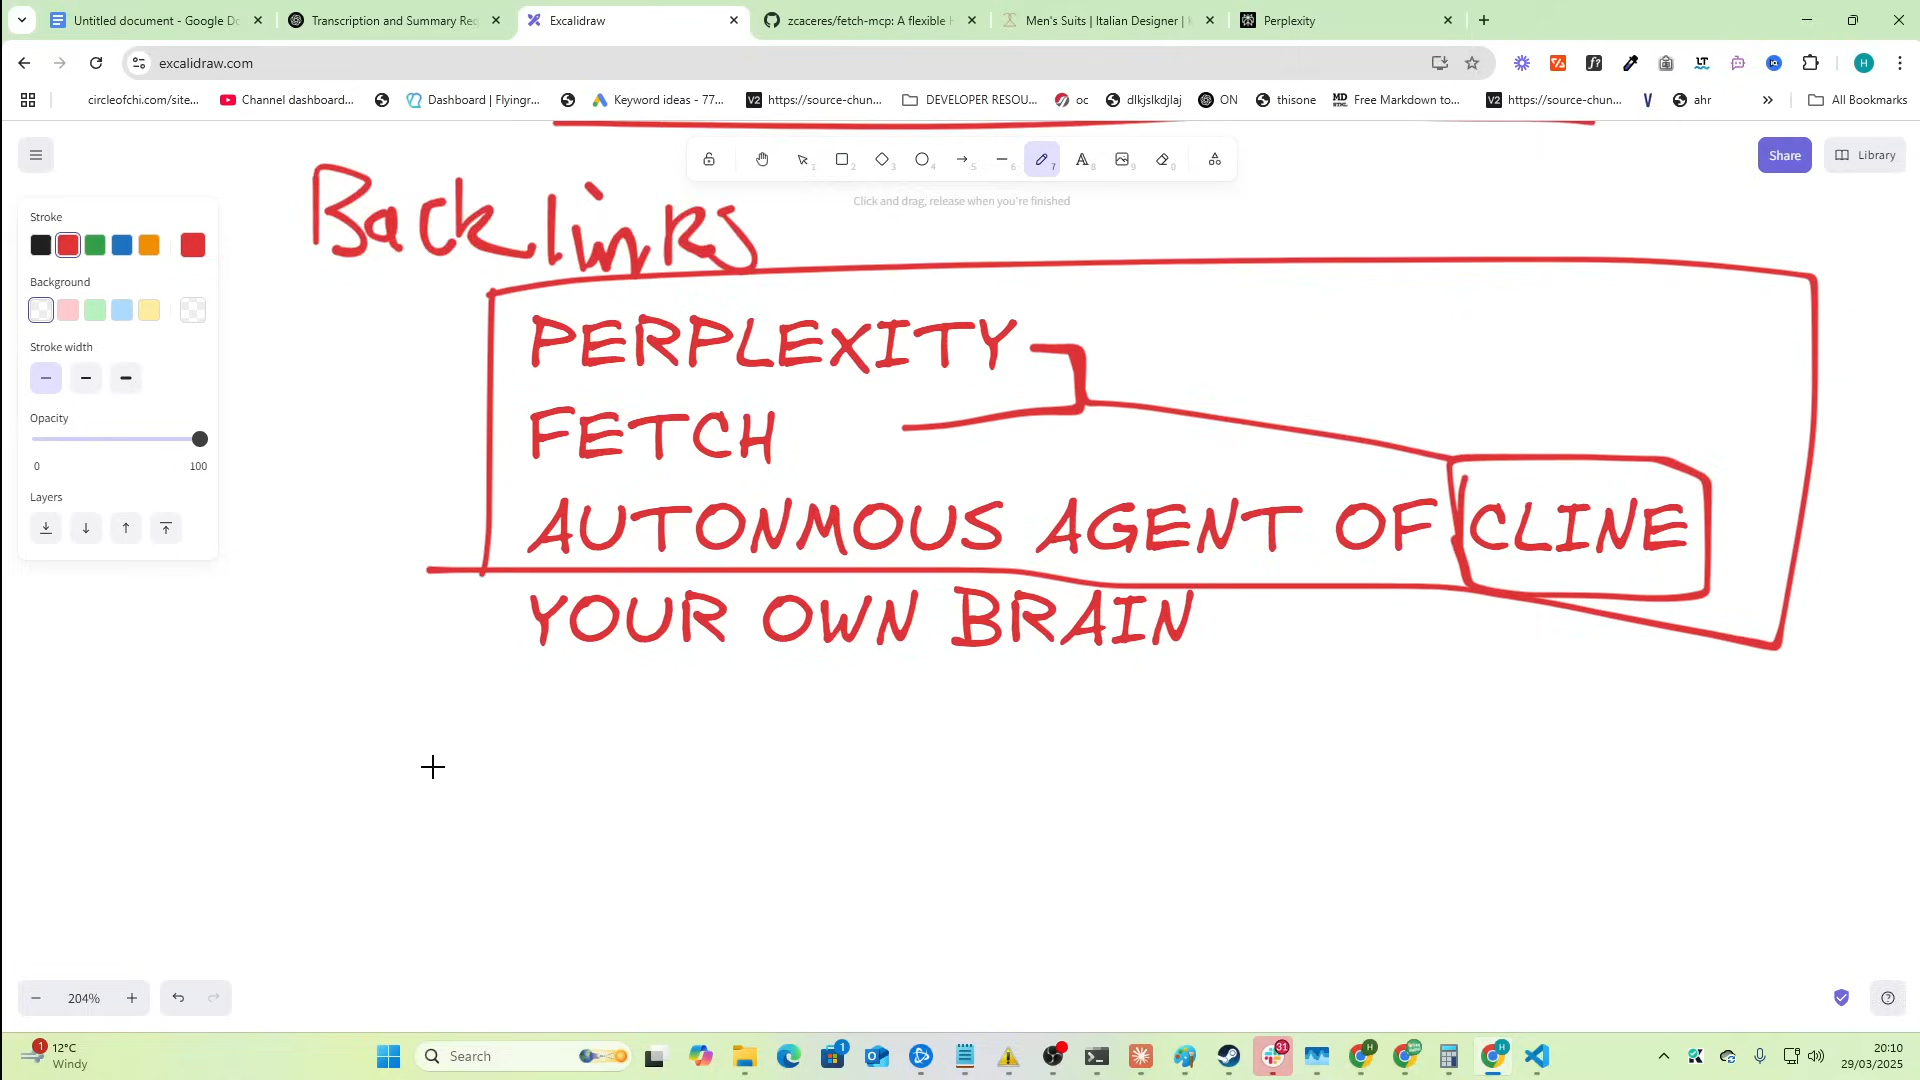 Untitled document - Google Do
Transcription and Summary Req
Excalidraw
zcaceres/fetch-mcp: A flexible H
Men's Suits | Italian Designer |
Perplexity
excalidraw.com
circleofchi.com/site...
Channel dashboard...
Dashboard | Flyingr...
Keyword ideas - 77...
https://source-chun...
DEVELOPER RESOU...
oc
dlkjslkdjlaj
ON
thisone
Free Markdown to...
https://source-chun...
ahr
All Bookmarks
Share
Library
Click and drag, release when you're finished
Stroke
Background
Stroke width
Opacity
0 100
Layers
Backlinks
PERPLEXITY
FETCH
AUTONMOUS AGENT OF CLINE
YOUR OWN BRAIN
204%
12°C
Windy
Search
31
20:10
29/03/2025